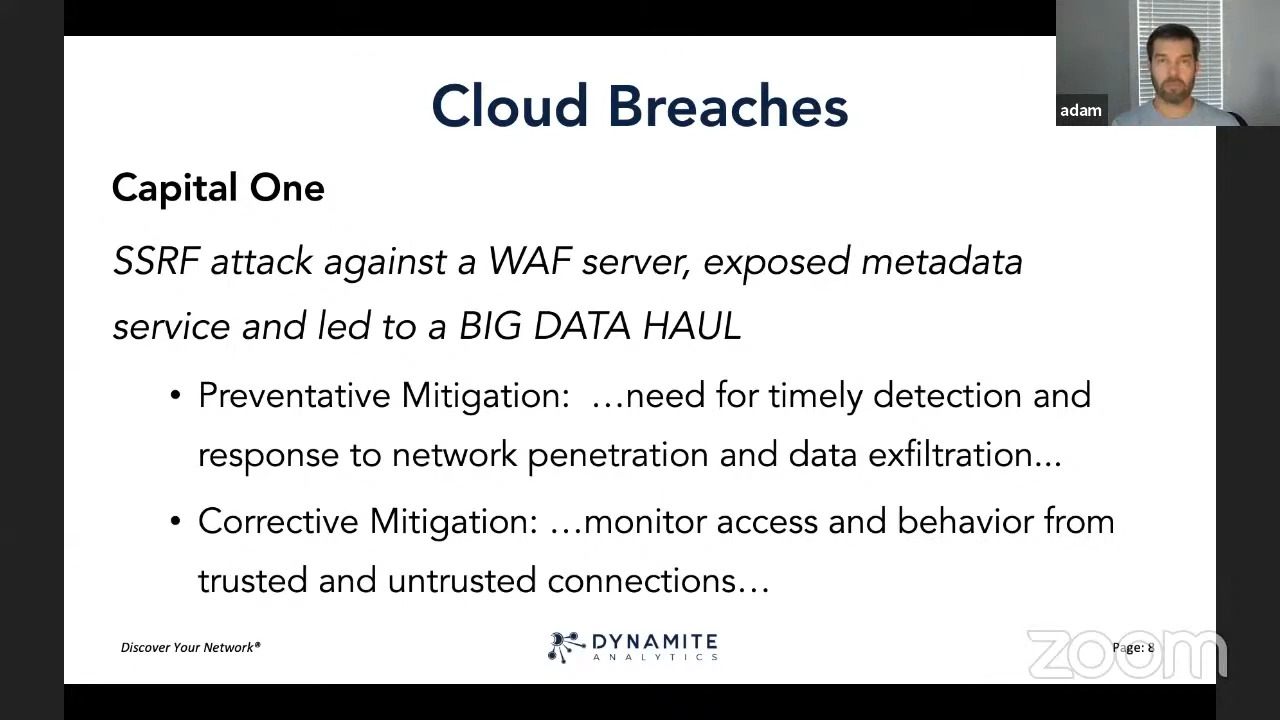 Cloud Breaches
adam
Capital One
SSRF attack against a WAF server, exposed metadata
service and led to a BIG DATA HAUL
• Preventative Mitigation:  …need for timely detection and
response to network penetration and data exfiltration...
• Corrective Mitigation: …monitor access and behavior from
trusted and untrusted connections…
Discover Your Network®
DYNAMITE
ANALYTICS
zoom
Page: 8